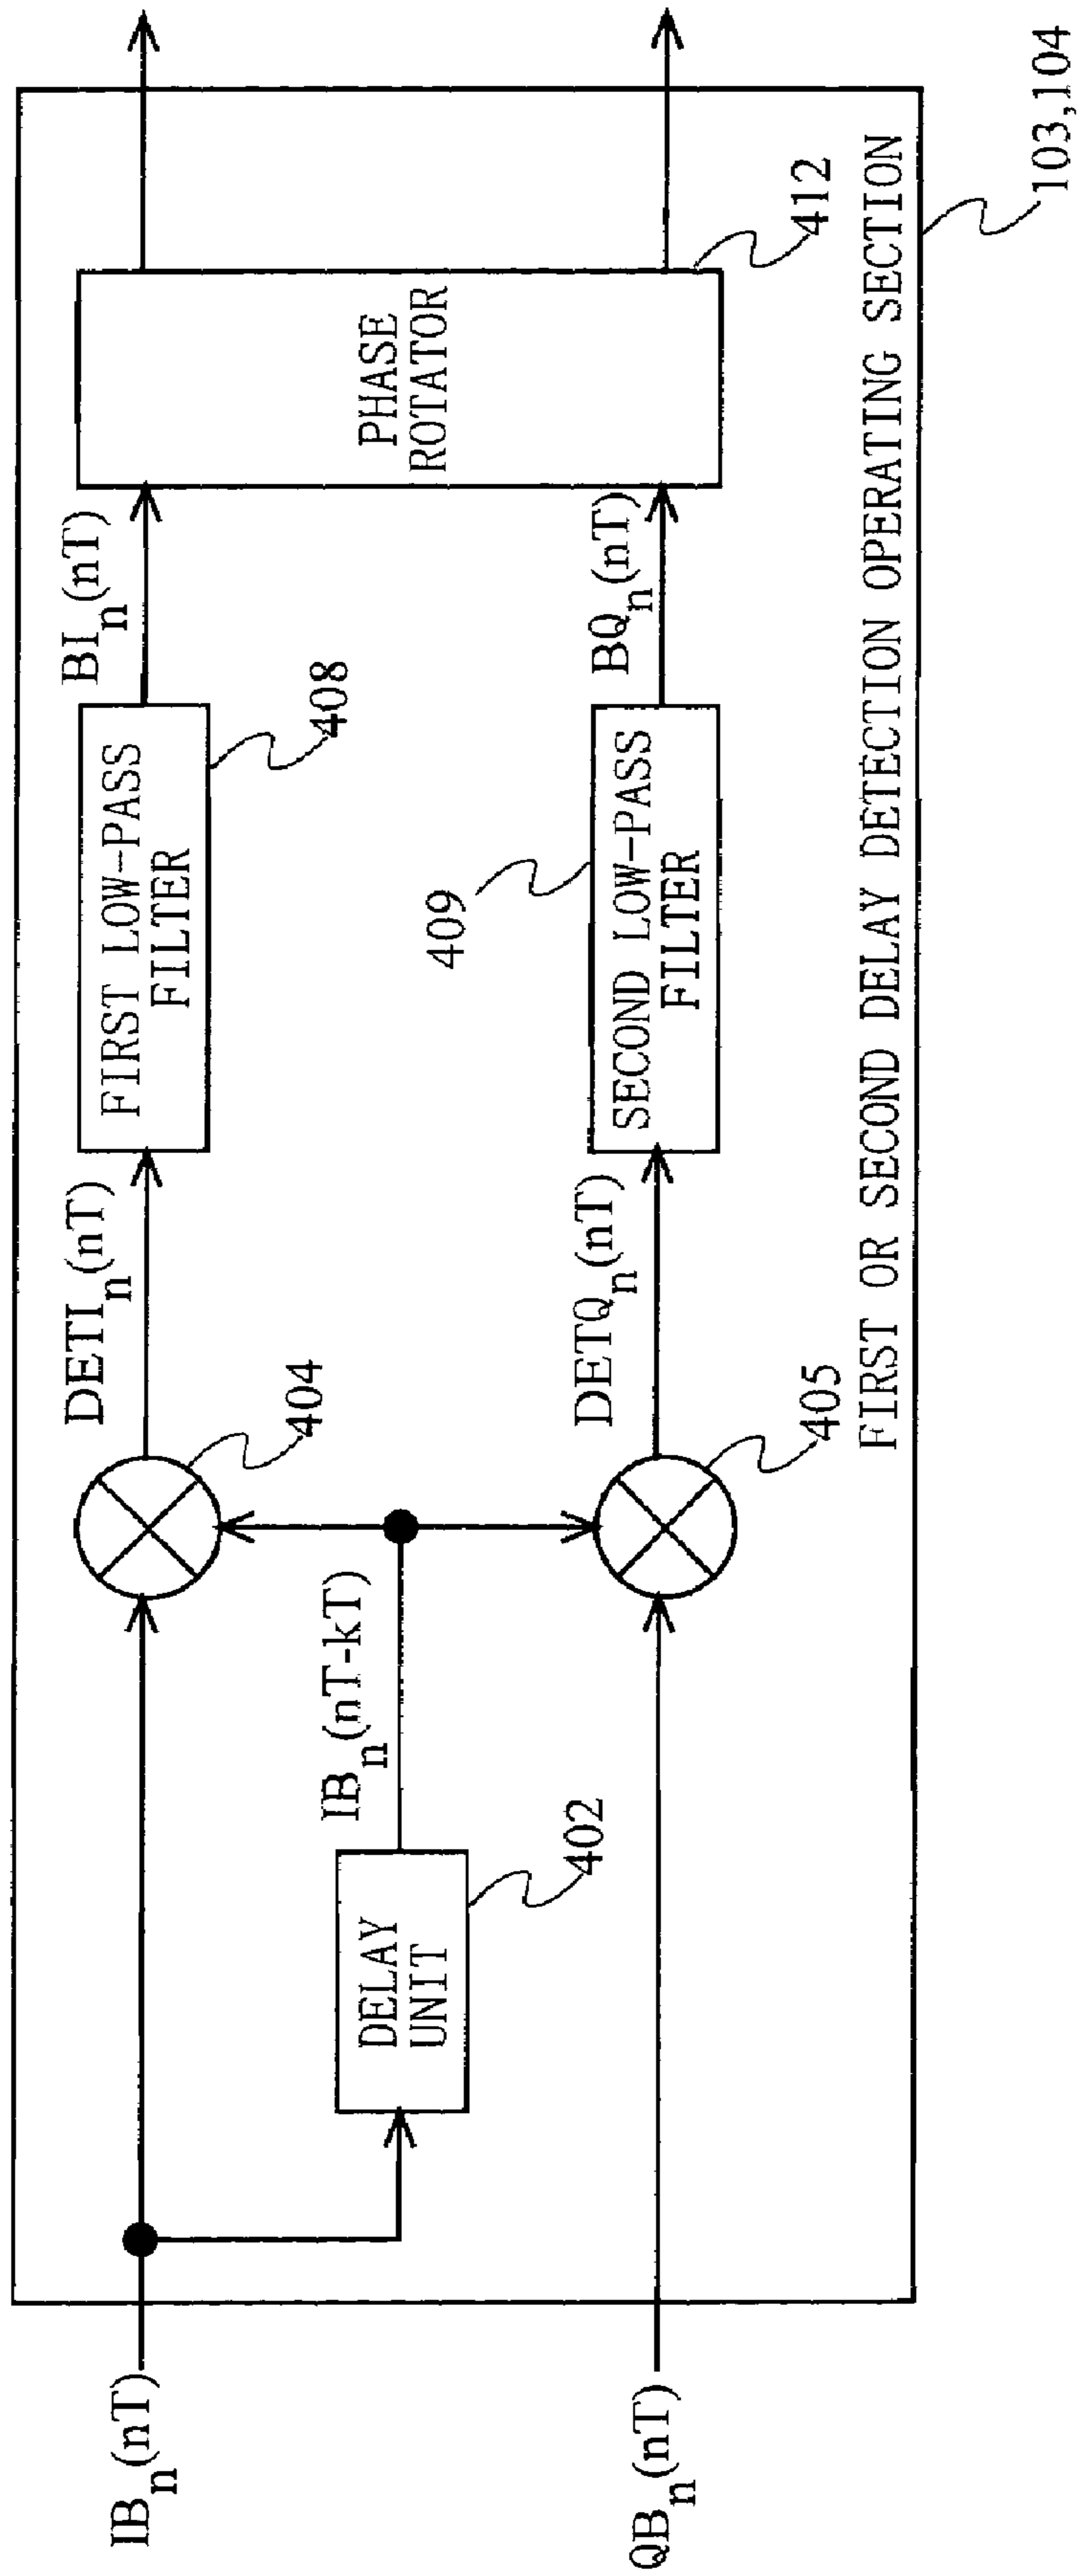 IBn(nT)
QBn(nT)
DELAY
UNIT
402
IBn(nT-kT)
404
405
DETIn(nT)
DETQn(nT)
FIRST LOW-PASS
FILTER
408
409
SECOND LOW-PASS
FILTER
BIn(nT)
BQn(nT)
PHASE
ROTATOR
412
FIRST OR SECOND DELAY DETECTION OPERATING SECTION
103,104